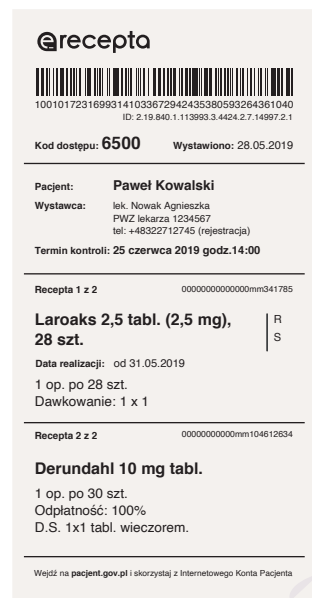 erecepta
10010172316993141033672942435380593264361040
ID: 2.19.840.1.113993.3.4424.2.7.14997.2.1
Kod dostępu: 6500 Wystawiono: 28.05.2019
Pacjent: Paweł Kowalski
Wystawca: lek. Nowak Agnieszka
PWZ lekarza 1234567
tel: +48322712745 (rejestracja)
Termin kontroli: 25 czerwca 2019 godz.14:00
Recepta 1 z 2 00000000000000mm341785
Laroaks 2,5 tabl. (2,5 mg), R
28 szt. S
Data realizacji: od 31.05.2019
1 op. po 28 szt.
Dawkowanie: 1 x 1
Recepta 2 z 2 00000000000mm104612634
Derundahl 10 mg tabl.
1 op. po 30 szt.
Odpłatność: 100%
D.S. 1x1 tabl. wieczorem.
Wejdź na pacjent.gov.pl i skorzystaj z Internetowego Konta Pacjenta